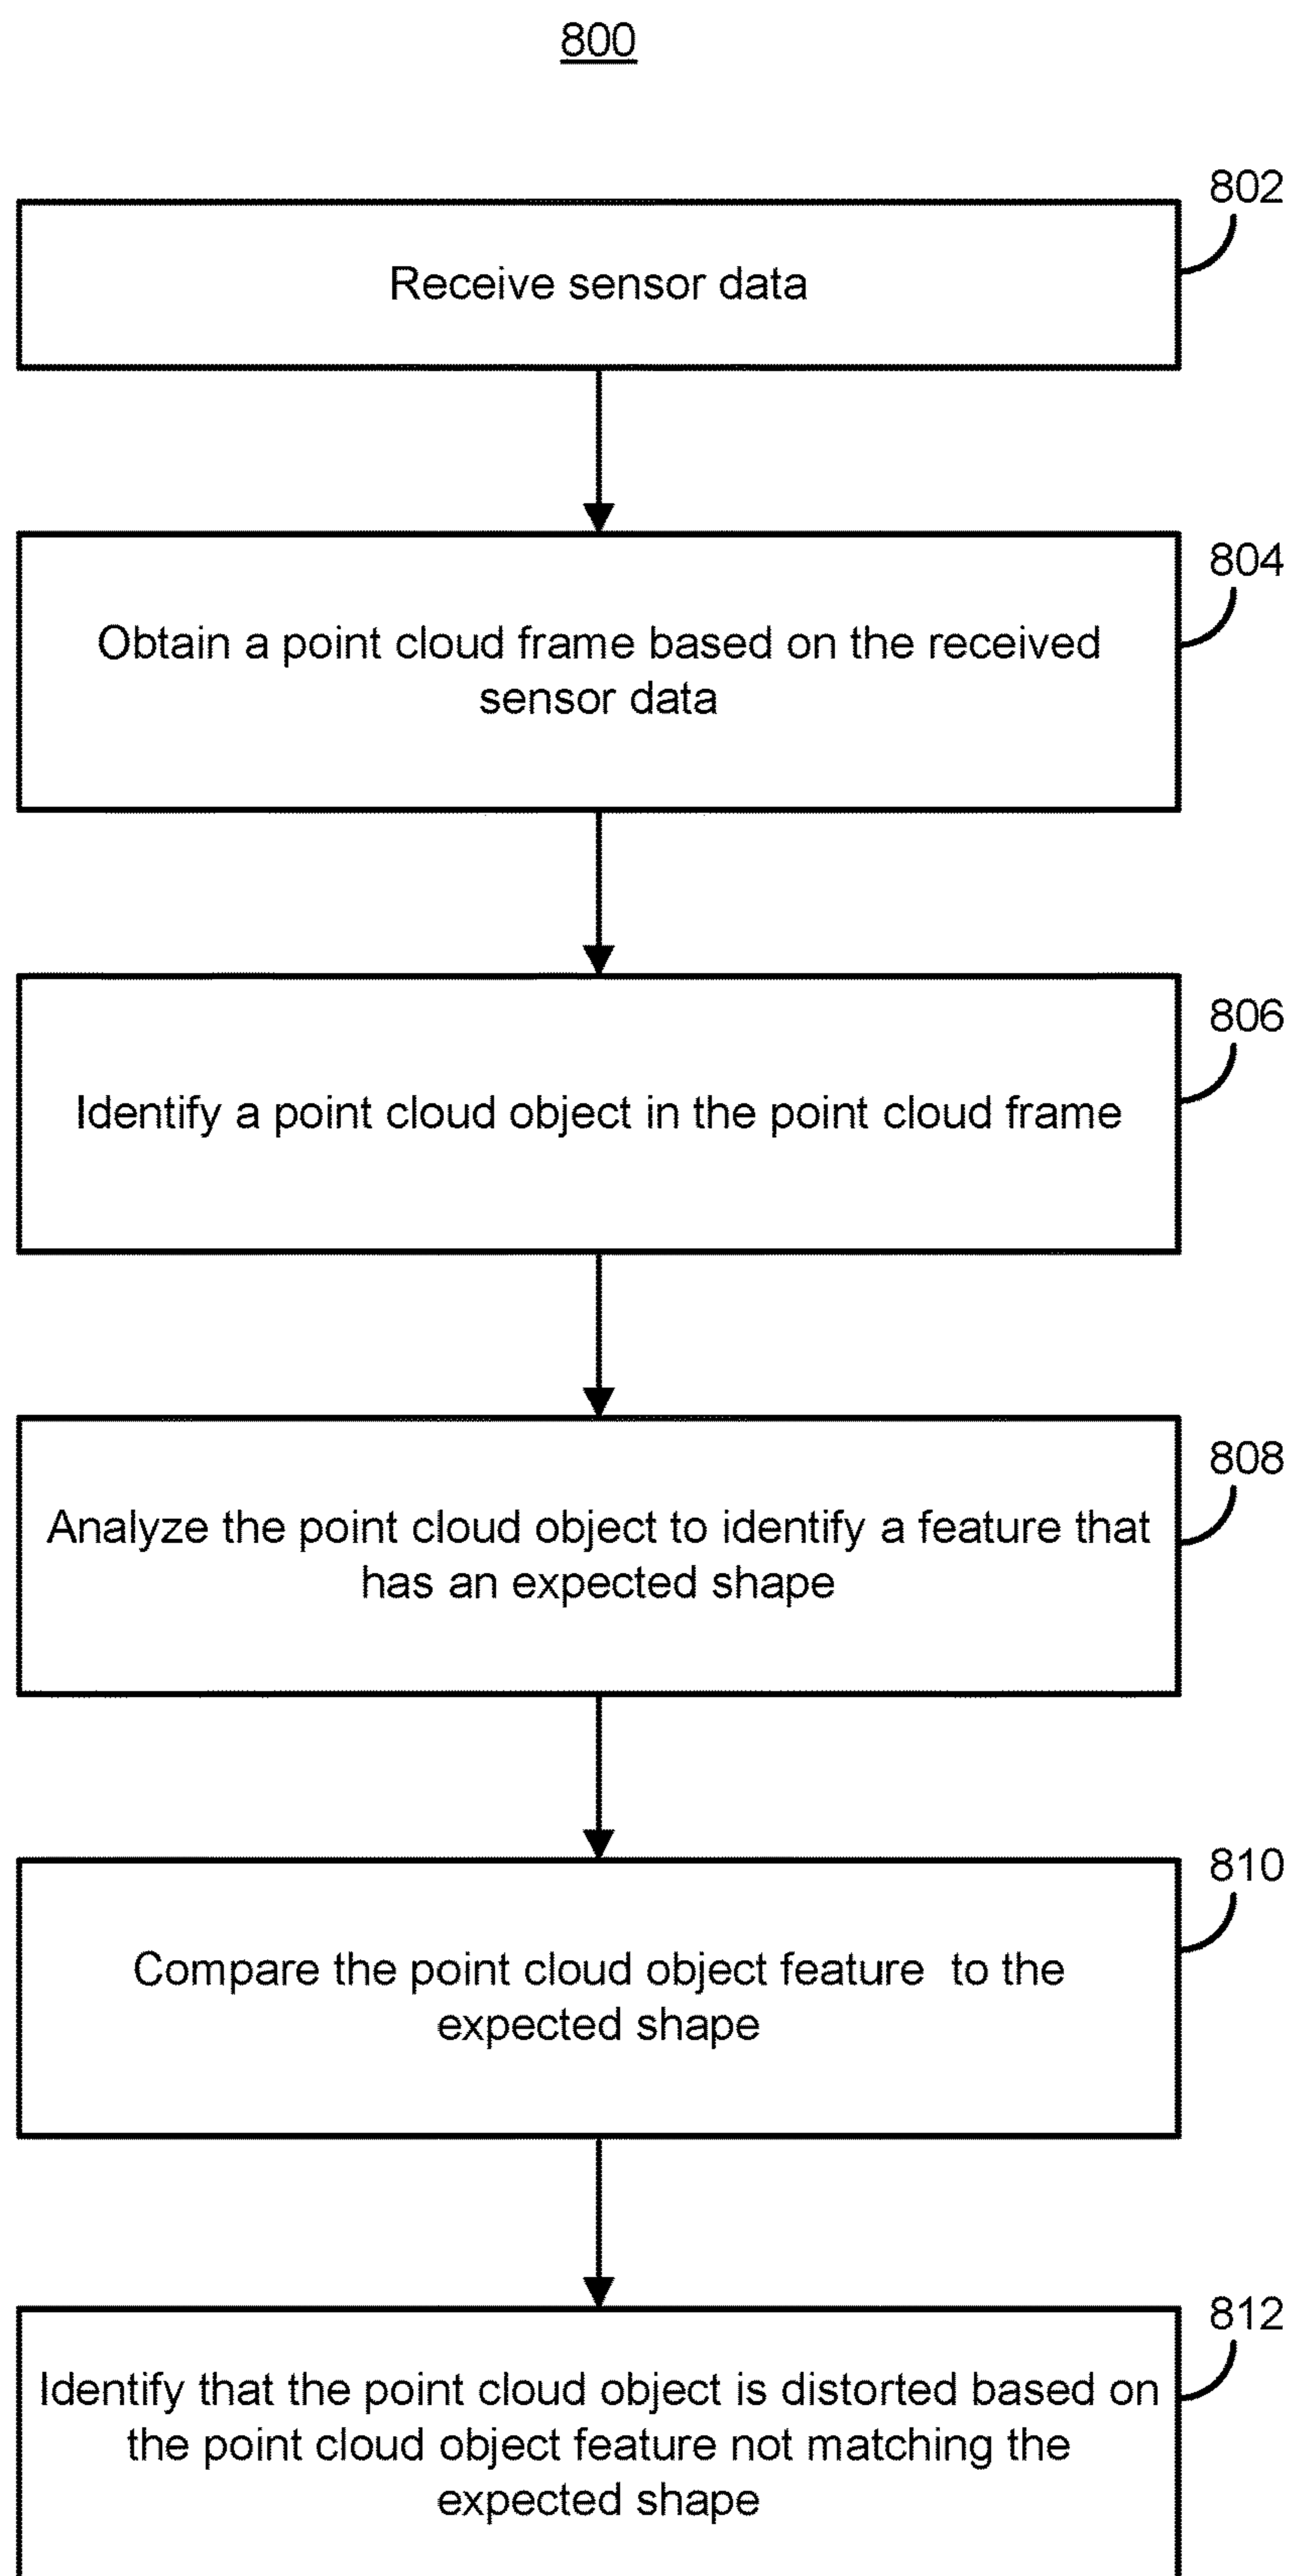 800
802
Receive sensor data
804
Obtain a point cloud frame based on the received
sensor data
806
Identify a point cloud object in the point cloud frame
808
Analyze the point cloud object to identify a feature that
has an expected shape
810
Compare the point cloud object feature  to the
expected shape
812
Identify that the point cloud object is distorted based on
the point cloud object feature not matching the
expected shape